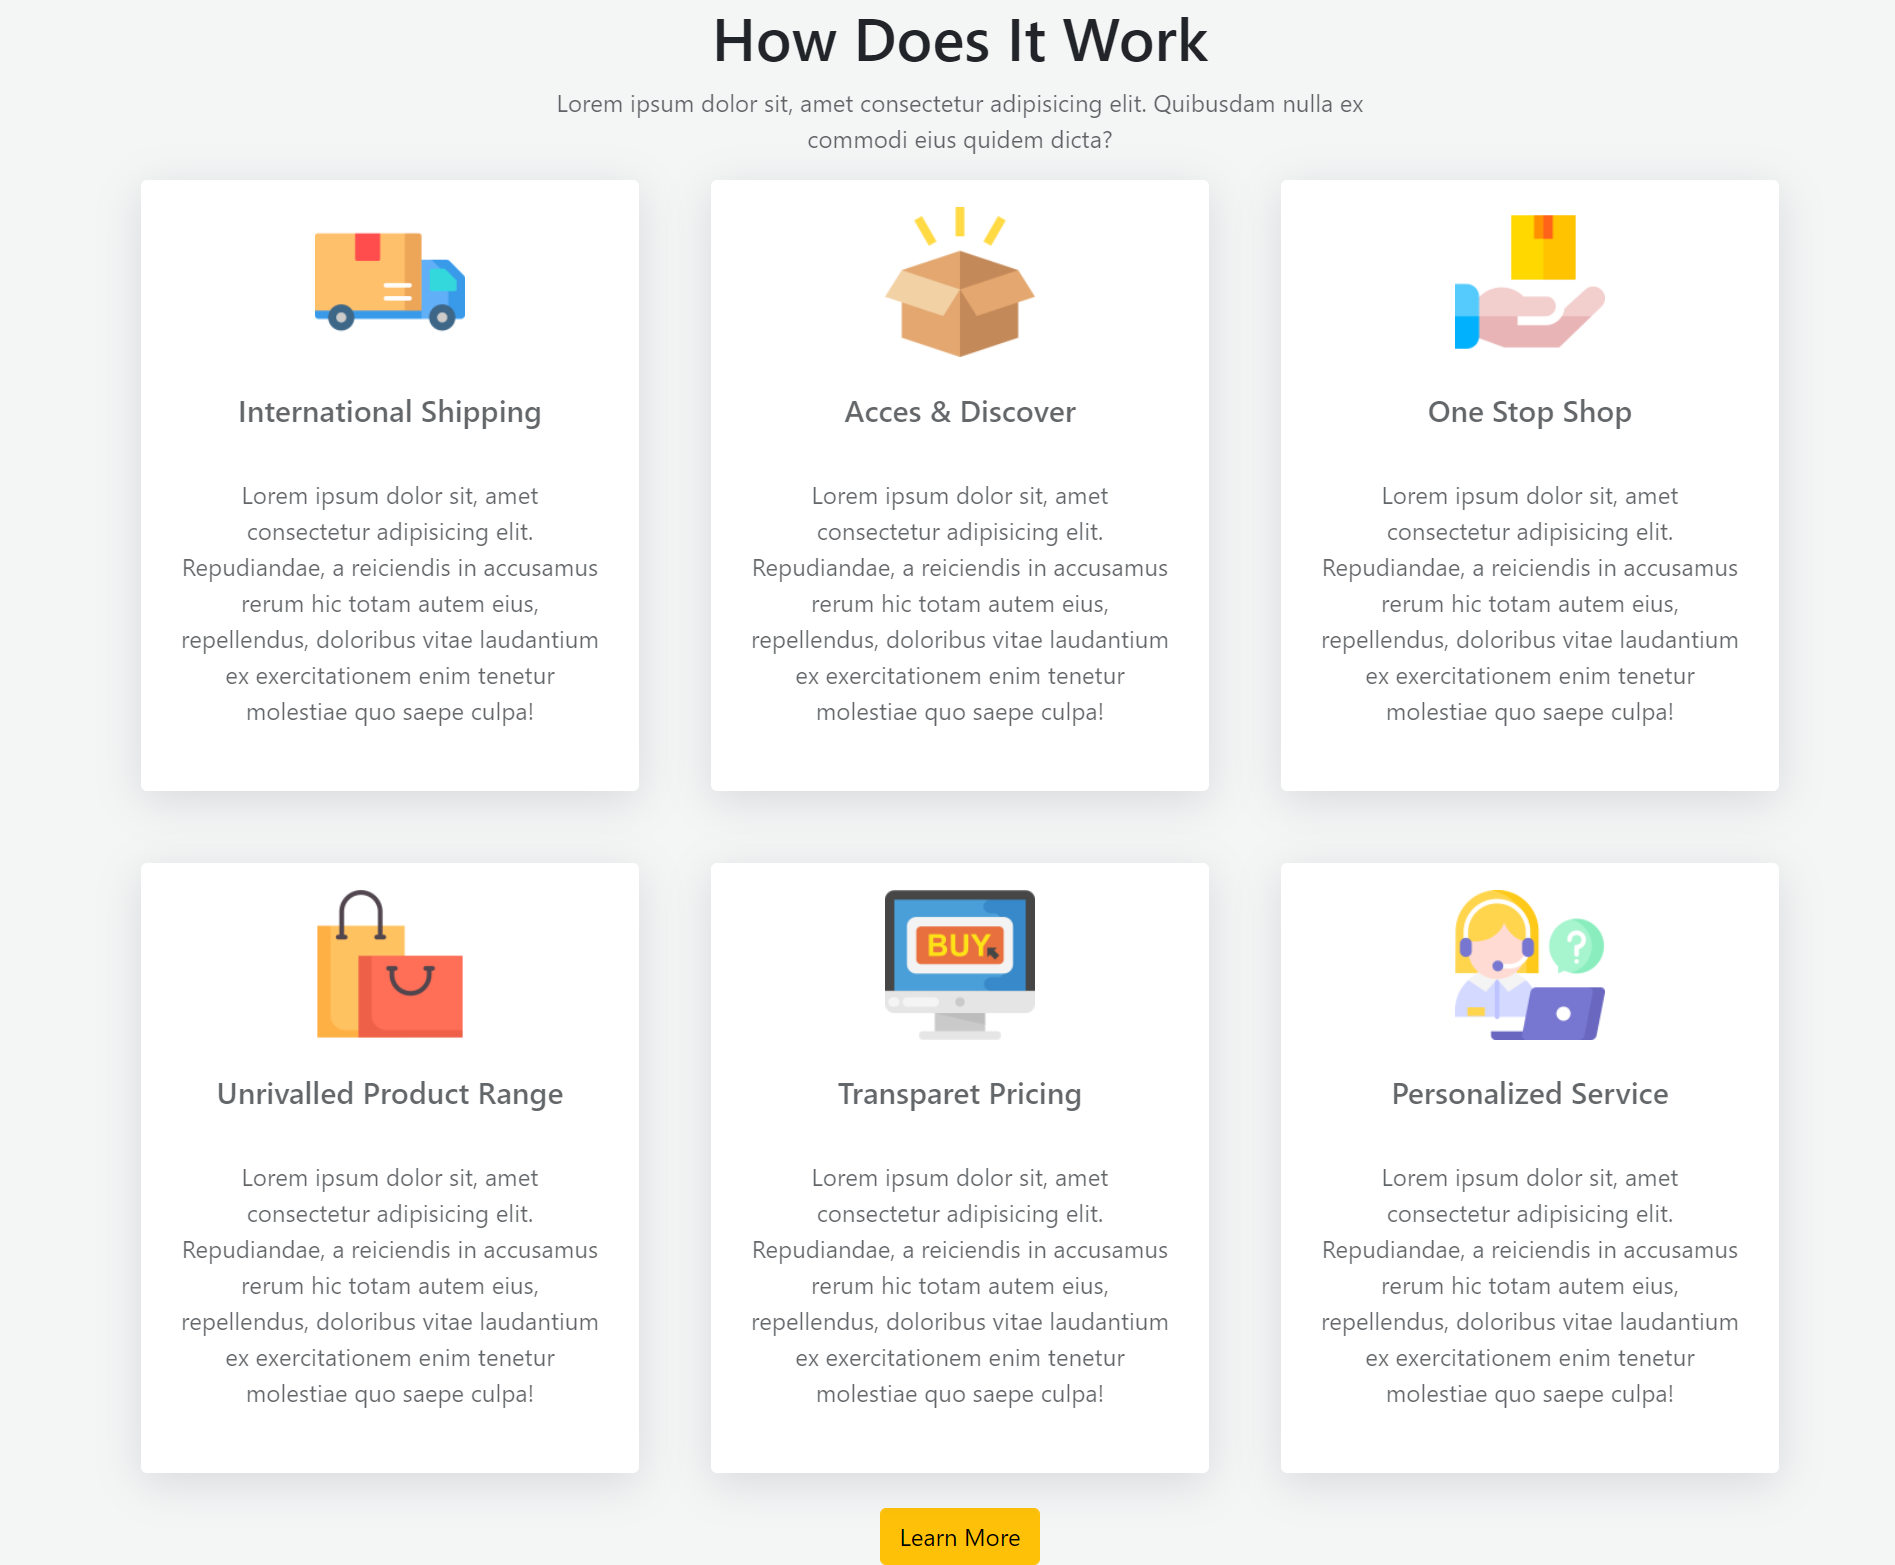 How Does It Work
Lorem ipsum dolor sit, amet consectetur adipisicing elit. Quibusdam nulla ex
commodi eius quidem dicta?
International Shipping
Lorem ipsum dolor sit, amet
consectetur adipisicing elit.
Repudiandae, a reiciendis in accusamus
rerum hic totam autem eius,
repellendus, doloribus vitae laudantium
ex exercitationem enim tenetur
molestiae quo saepe culpa!
Acces & Discover
Lorem ipsum dolor sit, amet
consectetur adipisicing elit.
Repudiandae, a reiciendis in accusamus
rerum hic totam autem eius,
repellendus, doloribus vitae laudantium
ex exercitationem enim tenetur
molestiae quo saepe culpa!
One Stop Shop
Lorem ipsum dolor sit, amet
consectetur adipisicing elit.
Repudiandae, a reiciendis in accusamus
rerum hic totam autem eius,
repellendus, doloribus vitae laudantium
ex exercitationem enim tenetur
molestiae quo saepe culpa!
Unrivalled Product Range
Lorem ipsum dolor sit, amet
consectetur adipisicing elit.
Repudiandae, a reiciendis in accusamus
rerum hic totam autem eius,
repellendus, doloribus vitae laudantium
ex exercitationem enim tenetur
molestiae quo saepe culpa!
BUY
Transparet Pricing
Lorem ipsum dolor sit, amet
consectetur adipisicing elit.
Repudiandae, a reiciendis in accusamus
rerum hic totam autem eius,
repellendus, doloribus vitae laudantium
ex exercitationem enim tenetur
molestiae quo saepe culpa!
?
Personalized Service
Lorem ipsum dolor sit, amet
consectetur adipisicing elit.
Repudiandae, a reiciendis in accusamus
rerum hic totam autem eius,
repellendus, doloribus vitae laudantium
ex exercitationem enim tenetur
molestiae quo saepe culpa!
Learn More